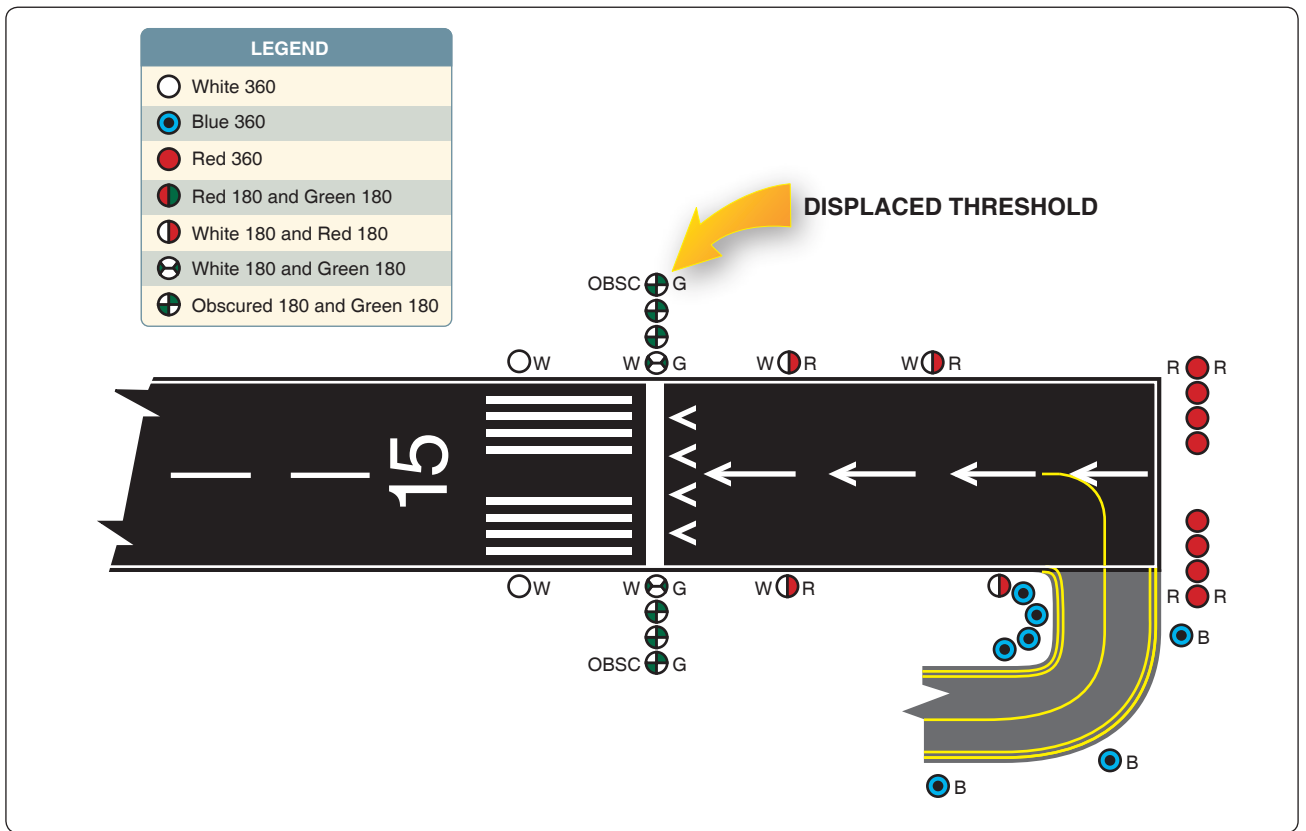 LEGEND
White 360
Blue 360
Red 360
Red 180 and Green 180
White 180 and Red 180
White 180 and Green 180
Obscured 180 and Green 180
DISPLACED THRESHOLD
OBSC G
W W G W R W R R R
15
W W G W R R R
B
OBSC G
B
B